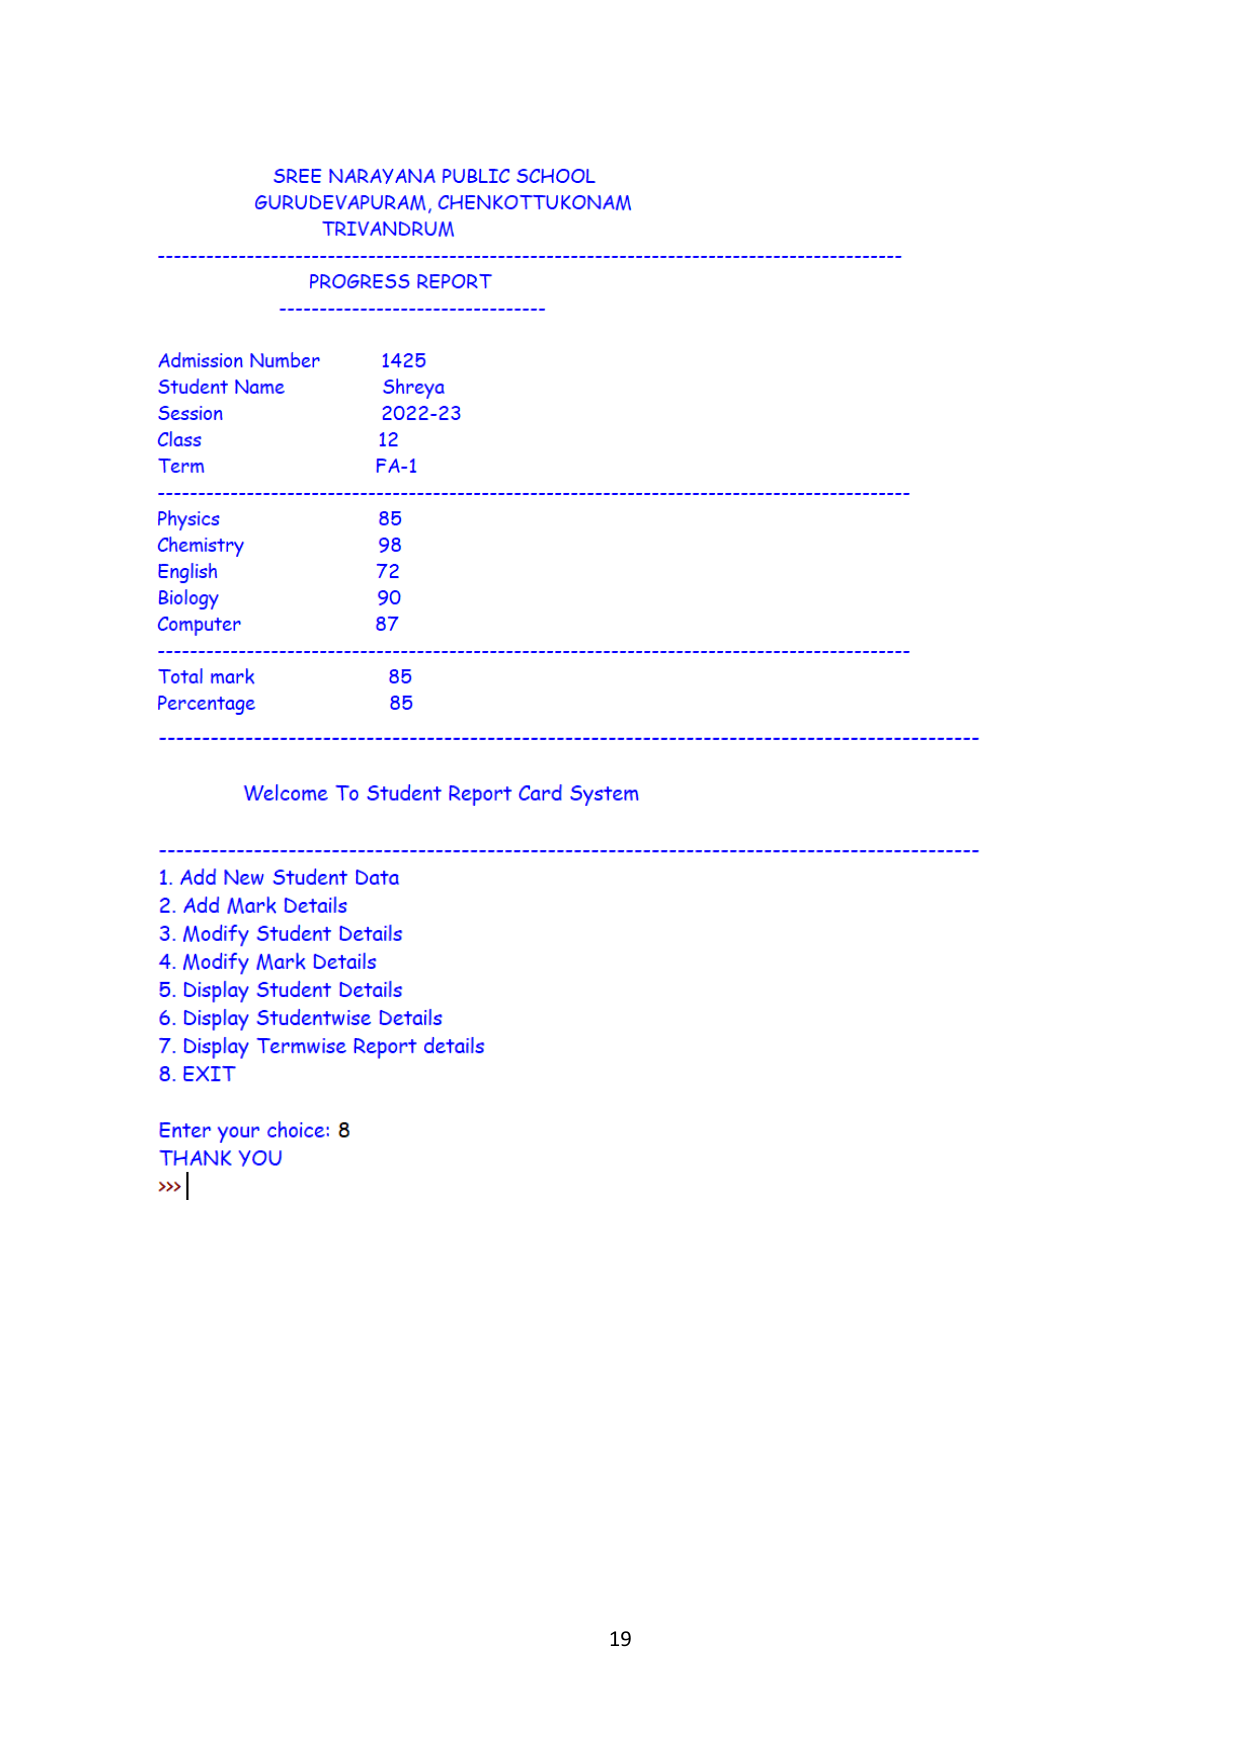 SREE NARAYANA PUBLIC SCHOOL
GURUDEVAPURAM, CHENKOTTUKONAM
TRIVANDRUM
--------------------------------------------------------------------------------------------
PROGRESS REPORT
---------------------------------
Admission Number 1425
Student Name Shreya
Session 2022-23
Class 12
Term FA-1
---------------------------------------------------------------------------------------------
Physics 85
Chemistry 98
English 72
Biology 90
Computer 87
---------------------------------------------------------------------------------------------
Total mark 85
Percentage 85
-----------------------------------------------------------------------------------------------
Welcome To Student Report Card System
-----------------------------------------------------------------------------------------------
1. Add New Student Data
2. Add Mark Details
3. Modify Student Details
4. Modify Mark Details
5. Display Student Details
6. Display Studentwise Details
7. Display Termwise Report details
8. EXIT
Enter your choice: 8
THANK YOU
>>>
19